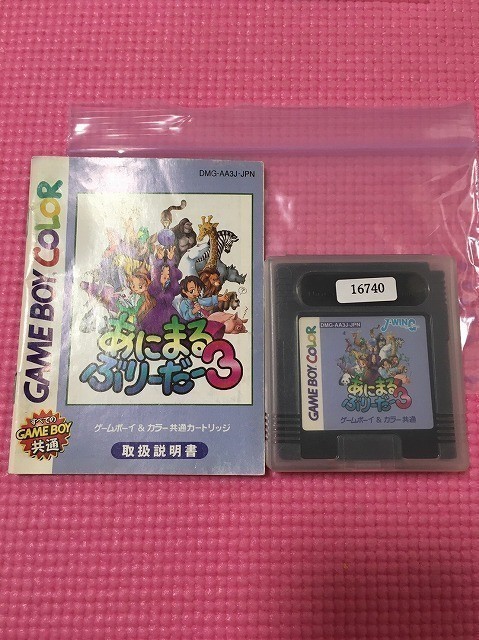 DMG-AA3J-JPN
GAME BOY COLOR
あにまる
ぶりーだー3
すべての
GAME BOY
共通
ゲームボーイ & カラー共通カートリッジ
取扱説明書
16740
DMG-AA3J-JPN
J-WING
GAME BOY COLOR
あにまる
ぶりーだー3
ゲームボーイ & カラー 共通